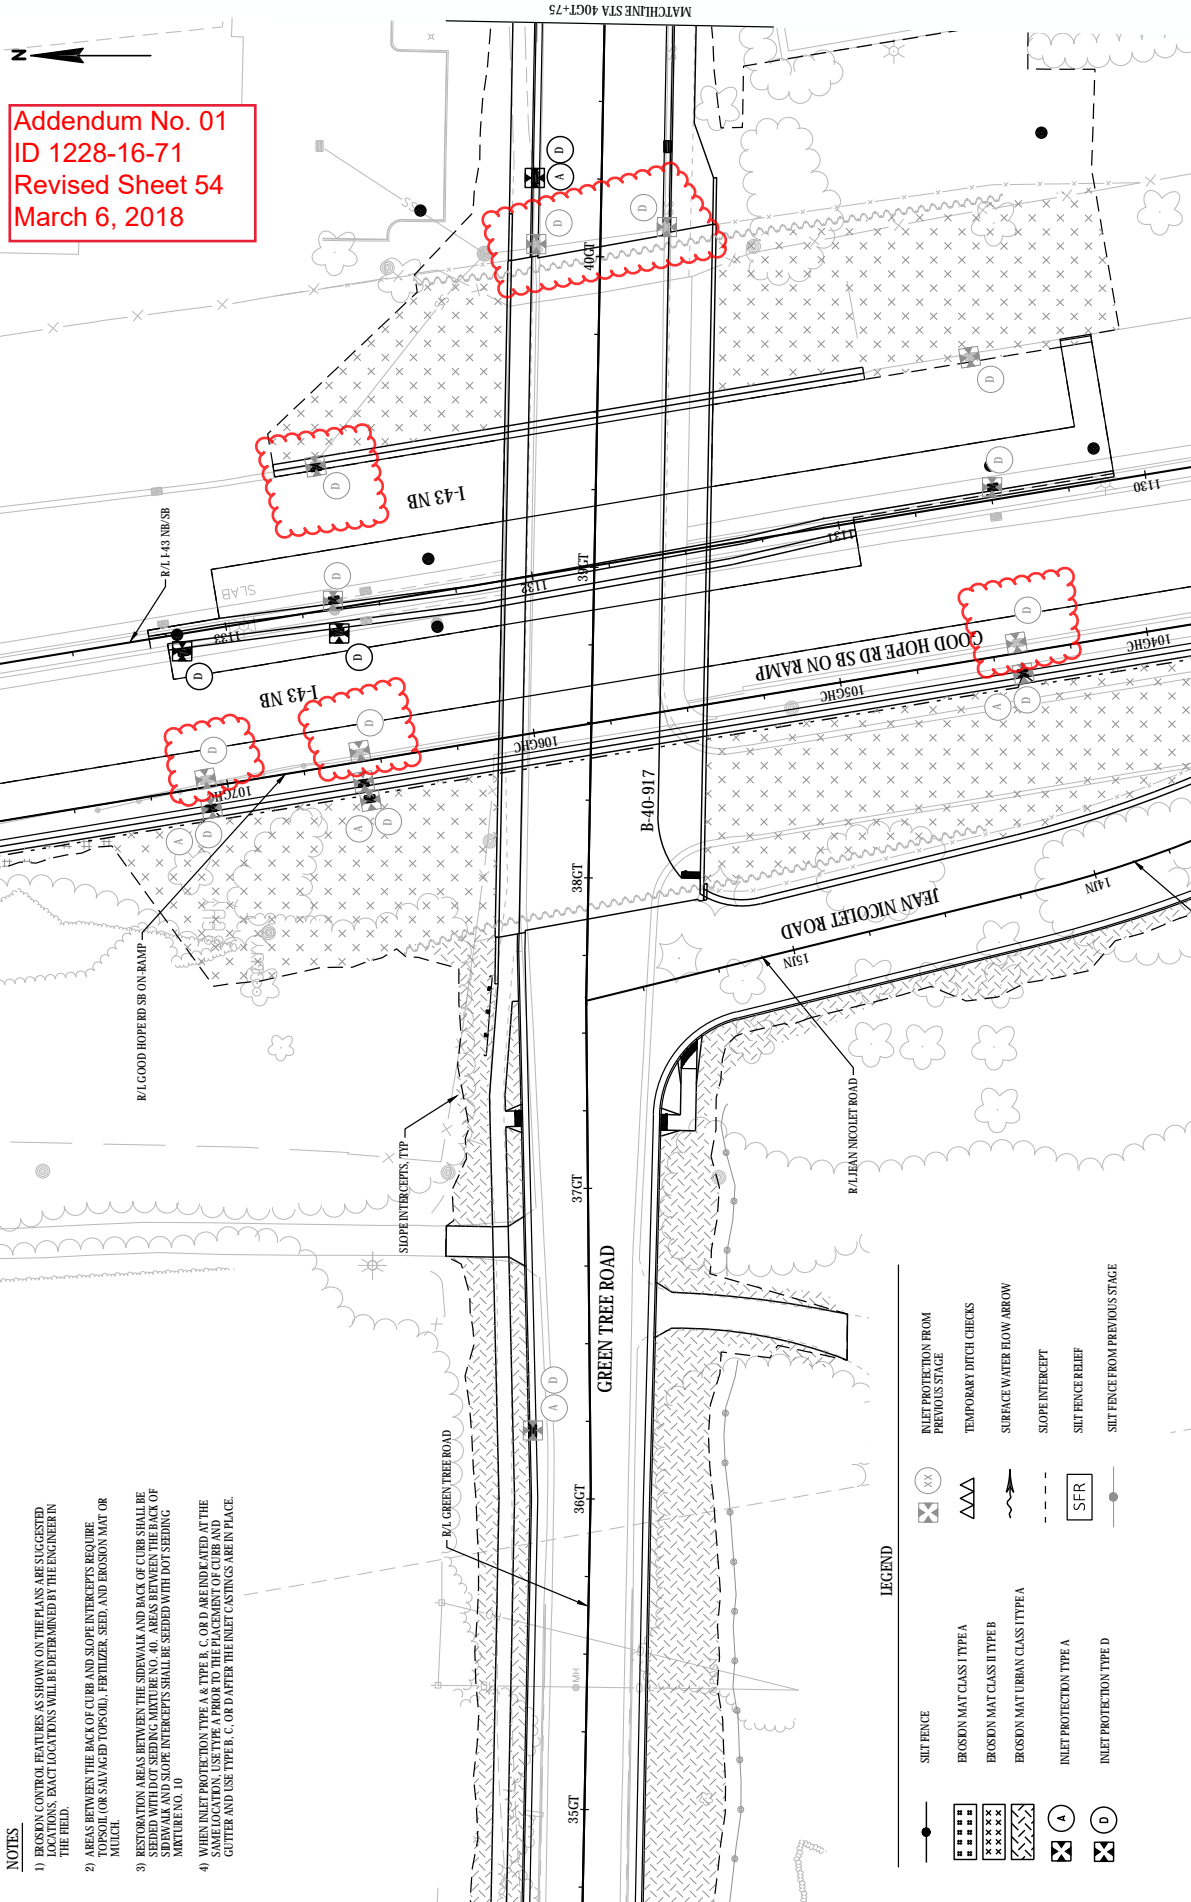 MATCHLINE STA 40GT+75
N
Addendum No. 01
ID 1228-16-71
Revised Sheet 54
March 6, 2018
D
A
D
D
40GT
D
D
I-43 NB
D
D
1130
R/L I-43 NB/SB
SLAB
D
39GT
1132
1131
1133
D
D
D
GOOD HOPE RD SB ON RAMP
104GHC
I-43 NB
105GHC
A
D
D
D
106GHC
107GHC
A
D
A
D
B-40-917
38GT
14JN
JEAN NICOLET ROAD
15JN
R/L GOOD HOPE RD SB ON-RAMP
SLOPE INTERCEPTS, TYP
R/L JEAN NICOLET ROAD
37GT
GREEN TREE ROAD
A
D
36GT
R/L GREEN TREE ROAD
MH
35GT
NOTES
1) EROSION CONTROL FEATURES AS SHOWN ON THE PLANS ARE SUGGESTED
LOCATIONS, EXACT LOCATIONS WILL BE DETERMINED BY THE ENGINEER IN
THE FIELD.
2) AREAS BETWEEN THE BACK OF CURB AND SLOPE INTERCEPTS REQUIRE
TOPSOIL (OR SALVAGED TOPSOIL), FERTILIZER, SEED, AND EROSION MAT OR
MULCH.
3) RESTORATION AREAS BETWEEN THE SIDEWALK AND BACK OF CURB SHALL BE
SEEDED WITH DOT SEEDING MIXTURE NO. 40. AREAS BETWEEN THE BACK OF
SIDEWALK AND SLOPE INTERCEPTS SHALL BE SEEDED WITH DOT SEEDING
MIXTURE NO. 10
4) WHEN INLET PROTECTION TYPE A & TYPE B, C, OR D ARE INDICATED AT THE
SAME LOCATION, USE TYPE A PRIOR TO THE PLACEMENT OF CURB AND
GUTTER AND USE TYPE B, C, OR D AFTER THE INLET CASTINGS ARE IN PLACE.
LEGEND
SILT FENCE
EROSION MAT CLASS I TYPE A
EROSION MAT CLASS II TYPE B
EROSION MAT URBAN CLASS I TYPE A
A
INLET PROTECTION TYPE A
D
INLET PROTECTION TYPE D
XX
INLET PROTECTION FROM
PREVIOUS STAGE
TEMPORARY DITCH CHECKS
SURFACE WATER FLOW ARROW
SLOPE INTERCEPT
SFR
SILT FENCE RELIEF
SILT FENCE FROM PREVIOUS STAGE